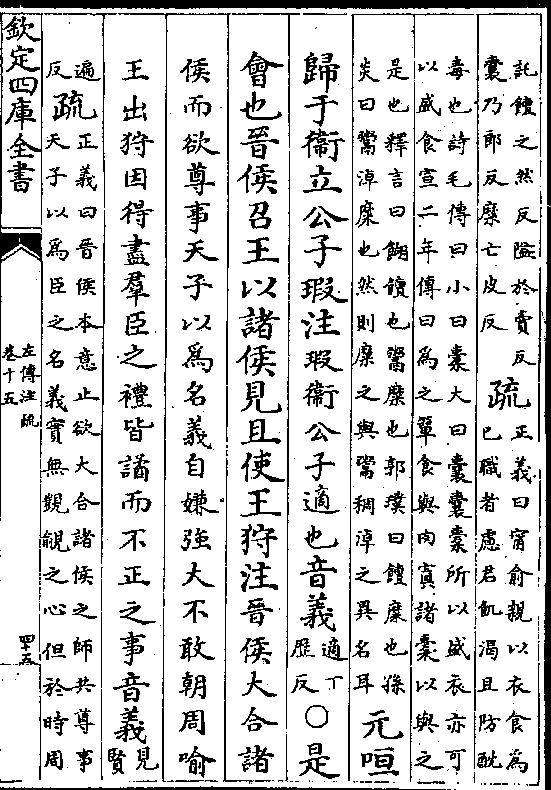 託饘之然反隘於賣反
囊乃郎反糜亡皮反
疏
正義曰甯俞親以衣食為
已職者慮君飢渴且防酖
毒也詩毛傳曰小曰橐大曰囊囊橐所以盛衣亦可
以盛食宣二年傳曰為之簞食與肉寘諸橐以與之
是也釋言曰餬饘也鬻糜也郭璞曰饘糜也孫
炎曰鬻淖糜也然則糜之與鬻稠淖之異名耳
元咺
歸于衞立公子瑕注瑕衞公子適也音義
適丁
歷反
○是
會也晉侯召王以諸侯見且使王狩注晉侯大合諸
侯而欲尊事天子以爲名義自嫌強大不敢朝周喻
王出狩因得盡羣臣之禮皆譎而不正之事音義
見
賢
遍
反
疏
正義曰晉侯本意止欲大合諸侯之師共尊事
天子以爲臣之名義實無覬覦之心但於時周
欽定四庫全書
左傳注疏
卷十五
四十五